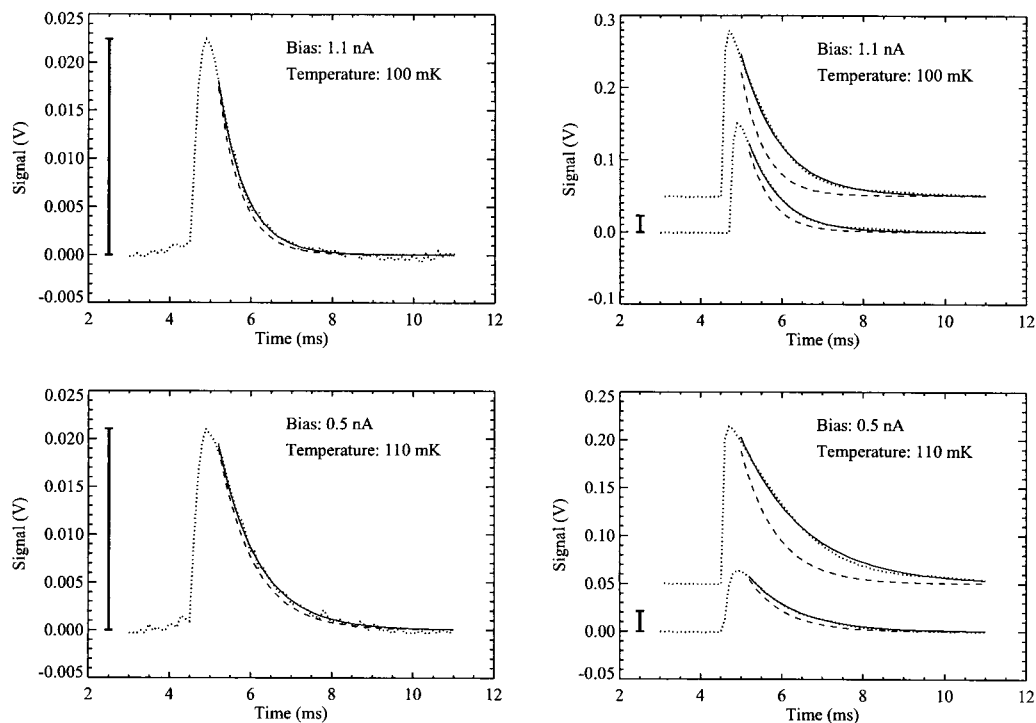 0.025
0.020
0.015
0.010
0.005
0.000
-0.005
Signal (V)
Bias: 1.1 nA
Temperature: 100 mK
2 4 6 8 10 12
Time (ms)
0.3
0.2
0.1
0.0
-0.1
Signal (V)
Bias: 1.1 nA
Temperature: 100 mK
2 4 6 8 10 12
Time (ms)
0.025
0.020
0.015
0.010
0.005
0.000
-0.005
Signal (V)
Bias: 0.5 nA
Temperature: 110 mK
2 4 6 8 10 12
Time (ms)
0.25
0.20
0.15
0.10
0.05
0.00
-0.05
Signal (V)
Bias: 0.5 nA
Temperature: 110 mK
2 4 6 8 10 12
Time (ms)